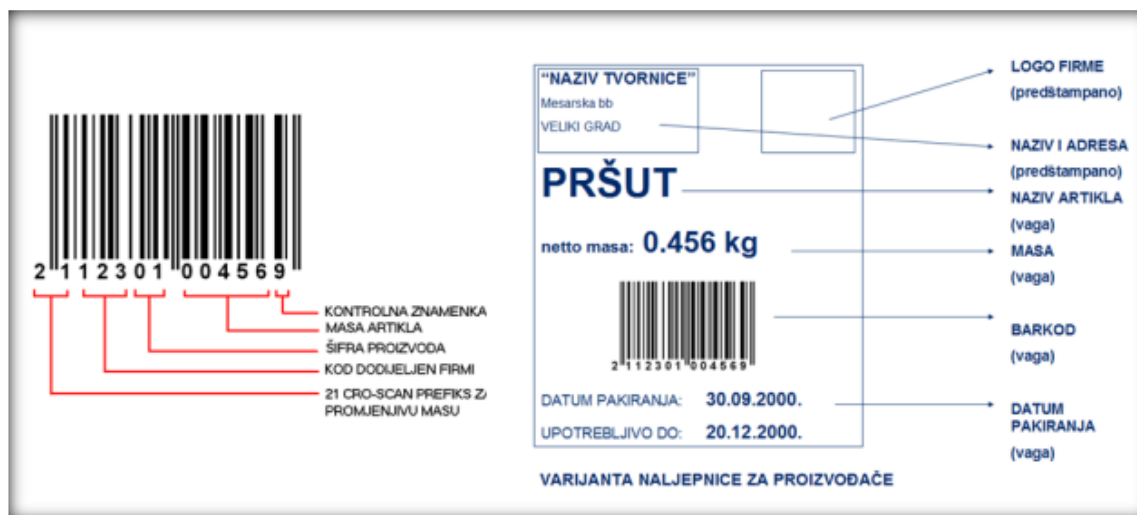 2 1 1 2 3 0 1 0 0 4 5 6 9
KONTROLNA ZNAMENKA
MASA ARTIKLA
ŠIFRA PROIZVODA
KOD DODIJELJEN FIRMI
21 CRO-SCAN PREFIKS ZA
PROMJENJIVU MASU
"NAZIV TVORNICE"
Mesarska bb
VELIKI GRAD
PRŠUT
netto masa: 0.456 kg
2 112301 004569
DATUM PAKIRANJA: 30.09.2000.
UPOTREBLJIVO DO: 20.12.2000.
VARIJANTA NALJEPNICE ZA PROIZVOĐAČE
LOGO FIRME
(predštampano)
NAZIV I ADRESA
(predštampano)
NAZIV ARTIKLA
(vaga)
MASA
(vaga)
BARKOD
(vaga)
DATUM
PAKIRANJA
(vaga)